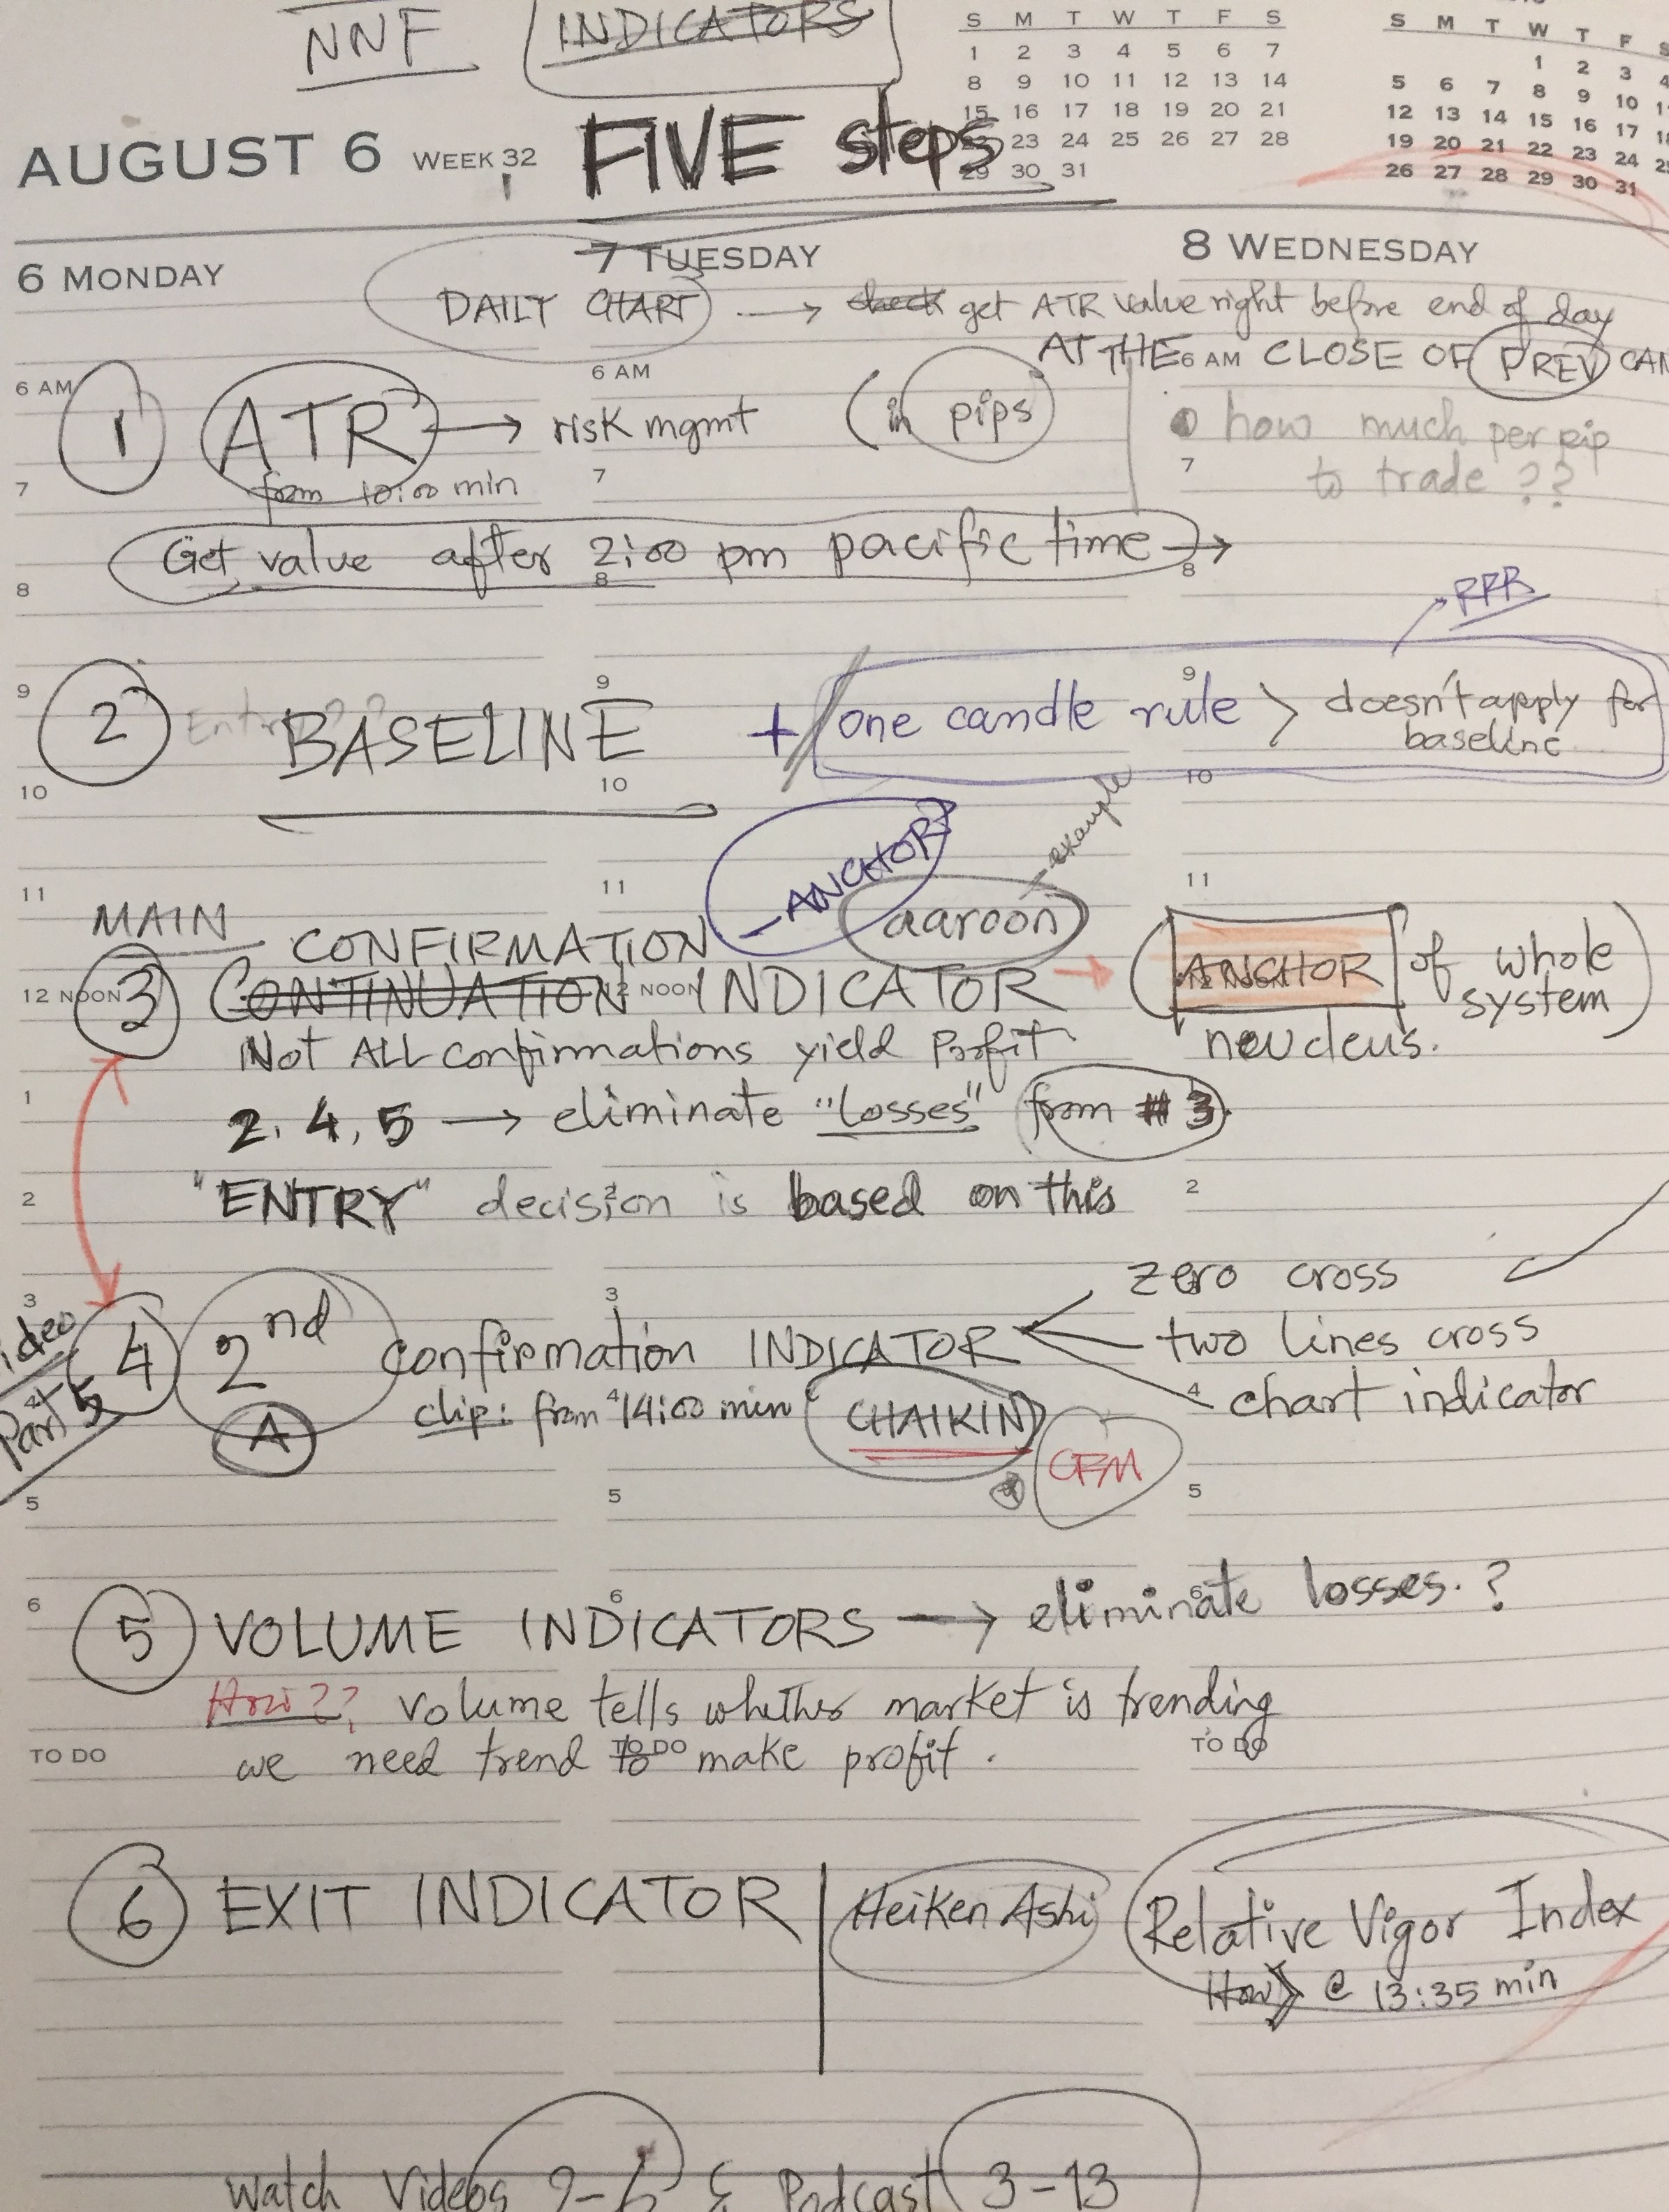 NNF INDICATORS
S M T W T F S
1 2 3 4 5 6 7
8 9 10 11 12 13 14
15 16 17 18 19 20 21
22 23 24 25 26 27 28
29 30 31
S M T W T F S
1 2 3 4
5 6 7 8 9 10
12 13 14 15 16 17 18
19 20 21 22 23 24 25
26 27 28 29 30 31
AUGUST 6 WEEK 32 FIVE steps
6 MONDAY 7 TUESDAY 8 WEDNESDAY
DAILY CHART → check get ATR value right before end of day
AT THE CLOSE OF PREV CAN
6 AM 6 AM 6 AM
1 ATR → risk mgmt (in pips)
how much per pip
to trade ??
from 10:00 min
7 7 7
Get value after 2:00 pm pacific time →
8 8 8
RRR
9 9 9
2 Entry ?? BASELINE + one candle rule > doesn't apply for
baseline
10 10 10
- ANCHOR
- example
11 11 11
MAIN CONFIRMATION aaroon
12 NOON 12 NOON
3 CONTINUATION INDICATOR → (ANCHOR of whole
system)
neucleus.
Not ALL confirmations yield Profit
1
2, 4, 5 → eliminate "losses" from # 3.
2 2 2
"ENTRY" decision is based on this
3 3
zero cross
4 2nd confirmation INDICATOR two lines cross
chart indicator
video
Part 5
A
4 4 4
clip: from 14:00 min CHAIKIN
CFM
5 5 5
6 6 6
5 VOLUME INDICATORS → eliminate losses. ?
How ?? volume tells whether market is trending
TO DO TO DO TO DO
we need trend to make profit.
6 EXIT INDICATOR | Heiken Ashi Relative Vigor Index
How @ 13:35 min
watch Videos 2-6 & Podcast 3-13